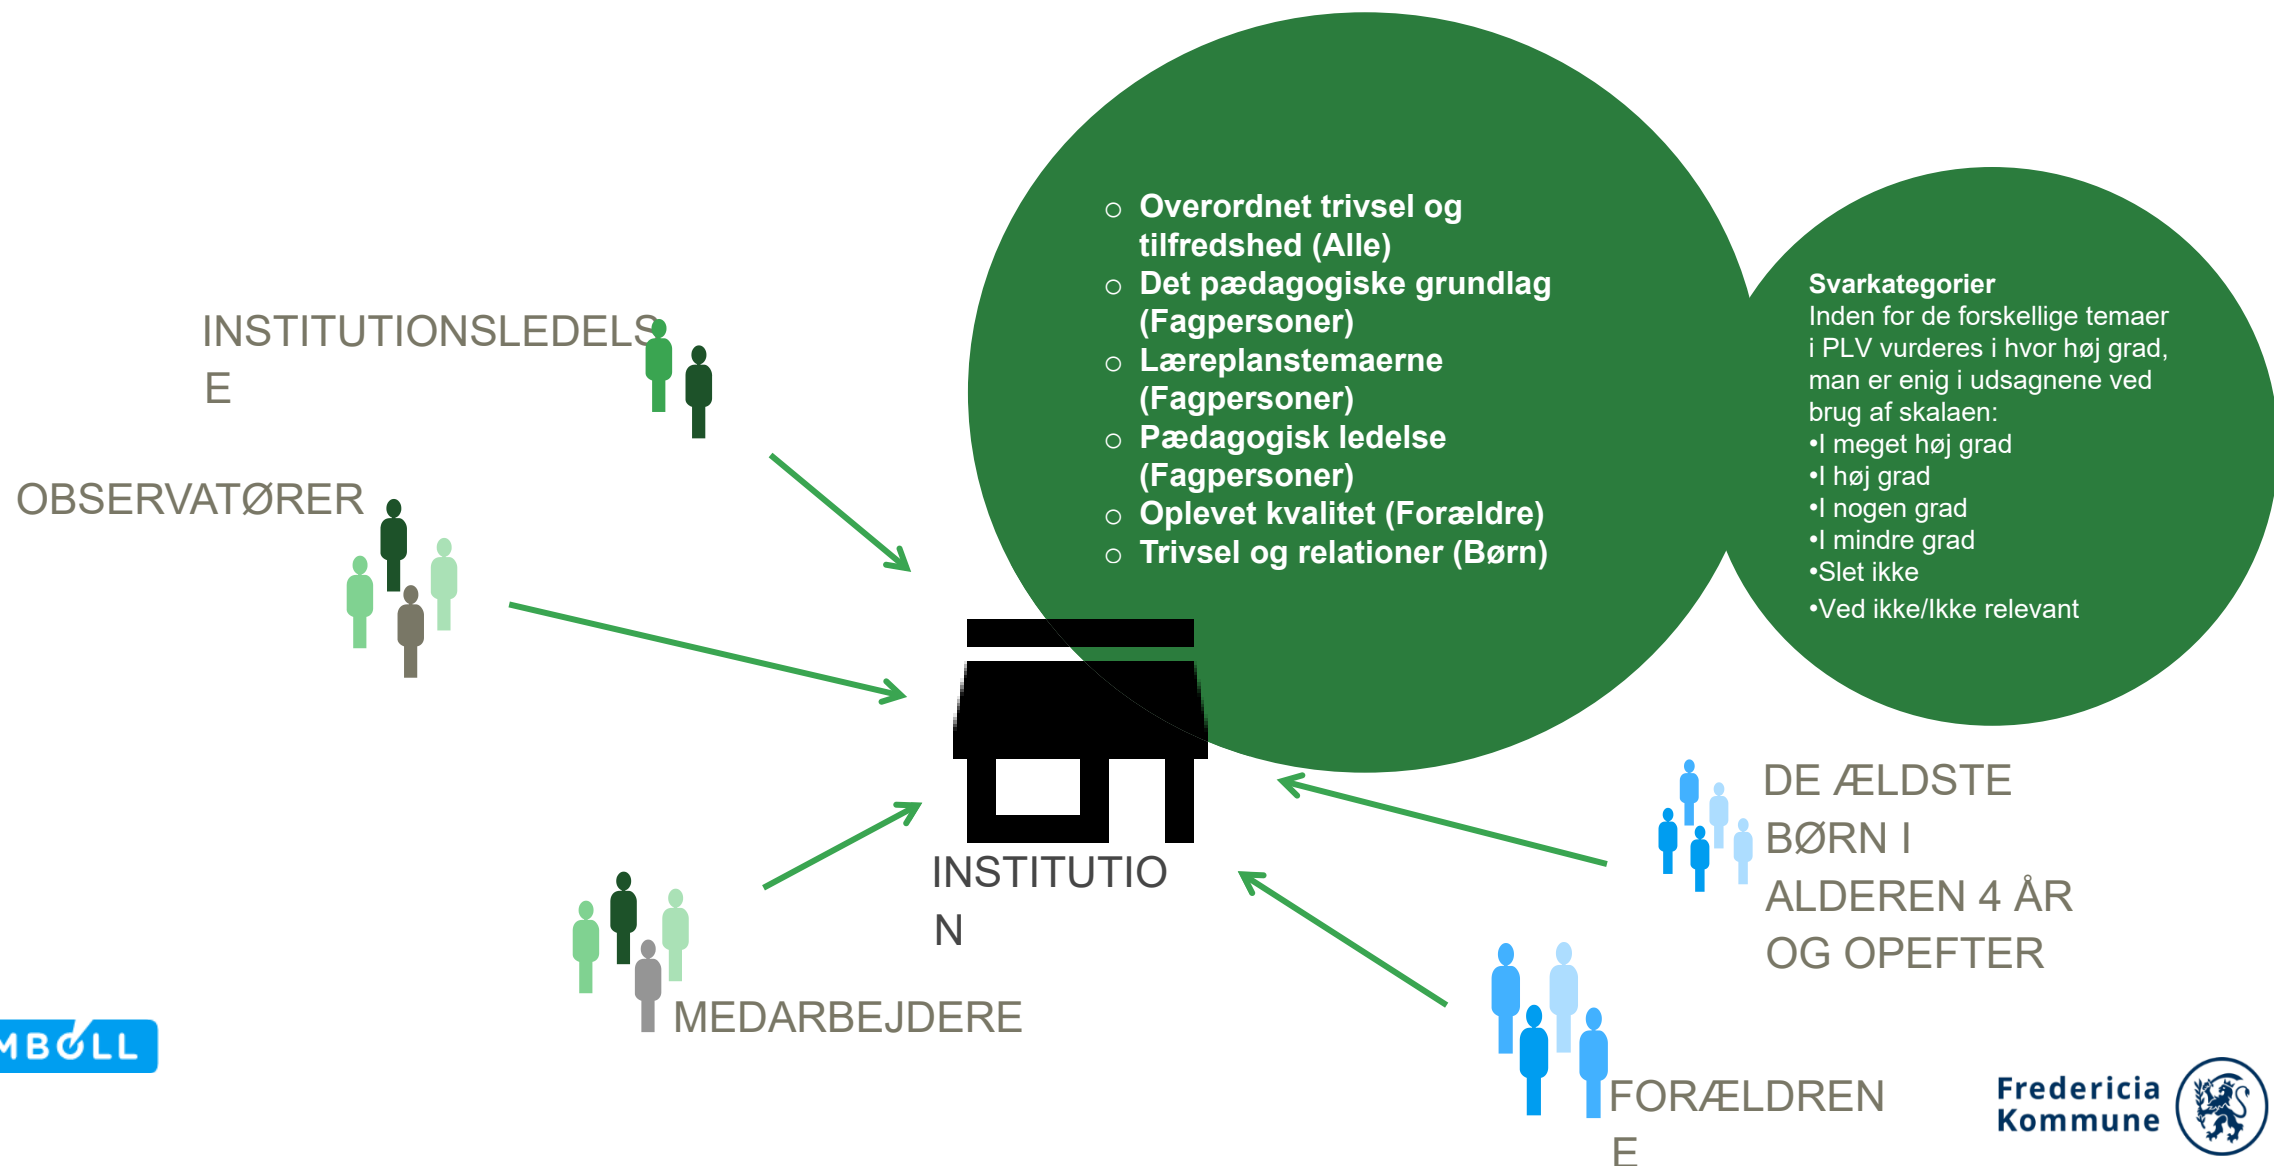 INSTITUTIONSLEDELS
E
OBSERVATØRER
MEDARBEJDERE
INSTITUTIO
N
○ Overordnet trivsel og
tilfredshed (Alle)
○ Det pædagogiske grundlag
(Fagpersoner)
○ Læreplanstemaerne
(Fagpersoner)
○ Pædagogisk ledelse
(Fagpersoner)
○ Oplevet kvalitet (Forældre)
○ Trivsel og relationer (Børn)
Svarkategorier
Inden for de forskellige temaer
i PLV vurderes i hvor høj grad,
man er enig i udsagnene ved
brug af skalaen:
•I meget høj grad
•I høj grad
•I nogen grad
•I mindre grad
•Slet ikke
•Ved ikke/Ikke relevant
DE ÆLDSTE
BØRN I
ALDEREN 4 ÅR
OG OPEFTER
FORÆLDREN
E
MBOLL
Fredericia
Kommune